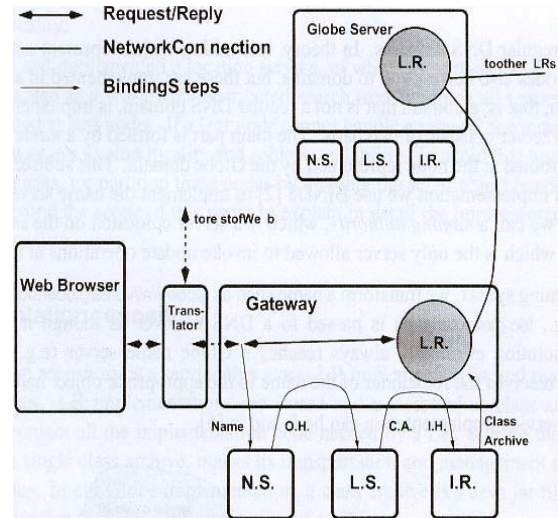 Request/Reply
NetworkCon nection
BindingS teps
Globe Server
L.R.
toother LRs
N.S.
L.S.
I.R.
tore stofWe b
Web Browser
Trans-
lator
Gateway
L.R.
Name
O.H.
C.A.
I.H.
Class
Archive
N.S.
L.S.
I.R.